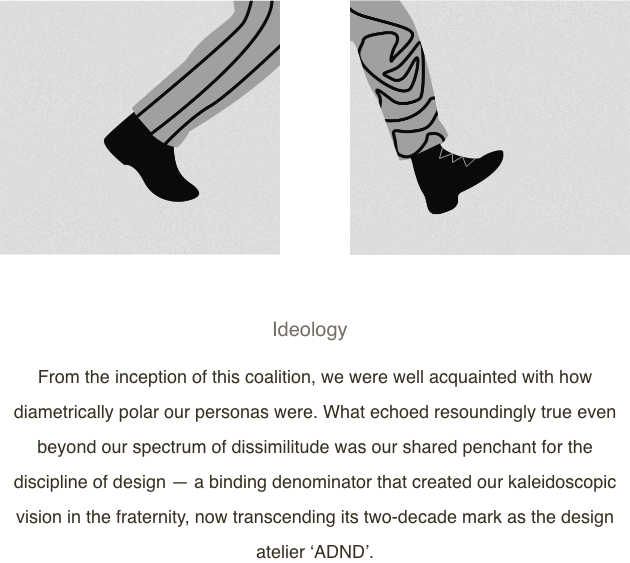 Ideology
From the inception of this coalition, we were well acquainted with how
diametrically polar our personas were. What echoed resoundingly true even
beyond our spectrum of dissimilitude was our shared penchant for the
discipline of design — a binding denominator that created our kaleidoscopic
vision in the fraternity, now transcending its two-decade mark as the design
atelier ‘ADND’.